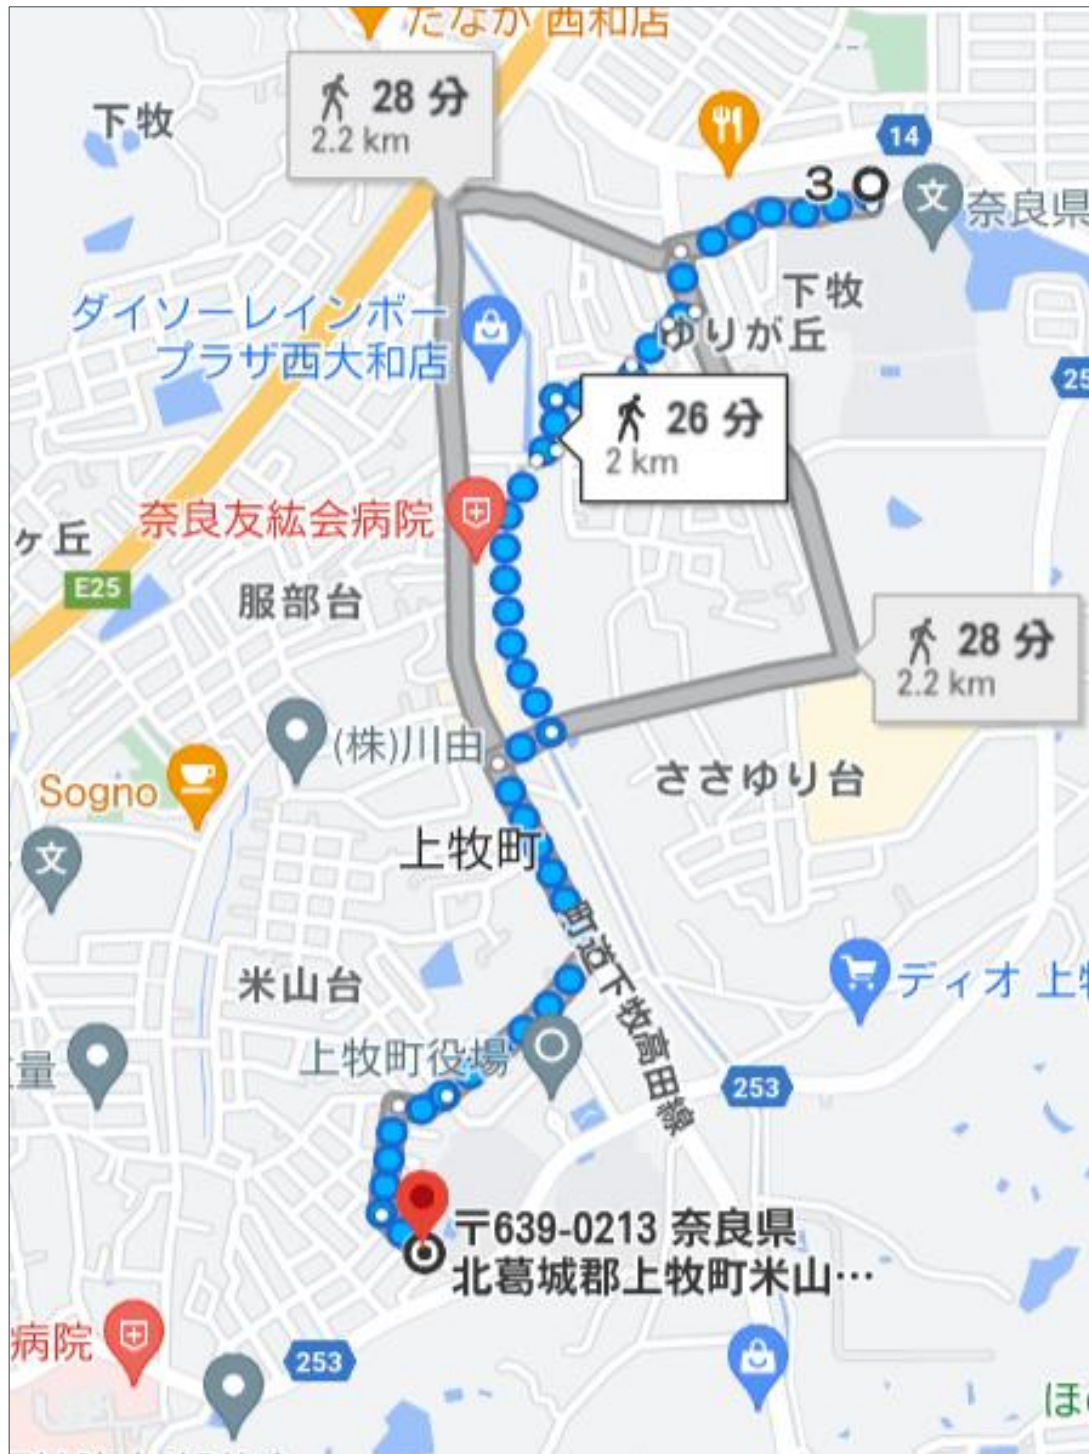 たなか 西和店
28 分
2.2 km
下牧
14
3
奈良県
下牧
ゆりが丘
ダイソーレインボー
プラザ西大和店
25
26 分
2 km
奈良友紘会病院
ヶ丘
E25
服部台
28 分
2.2 km
(株)川由
ささゆり台
Sogno
上牧町
町道下牧高田線
米山台
ディオ 上牧
上牧町役場
量
253
〒639-0213 奈良県
北葛城郡上牧町米山…
病院
253